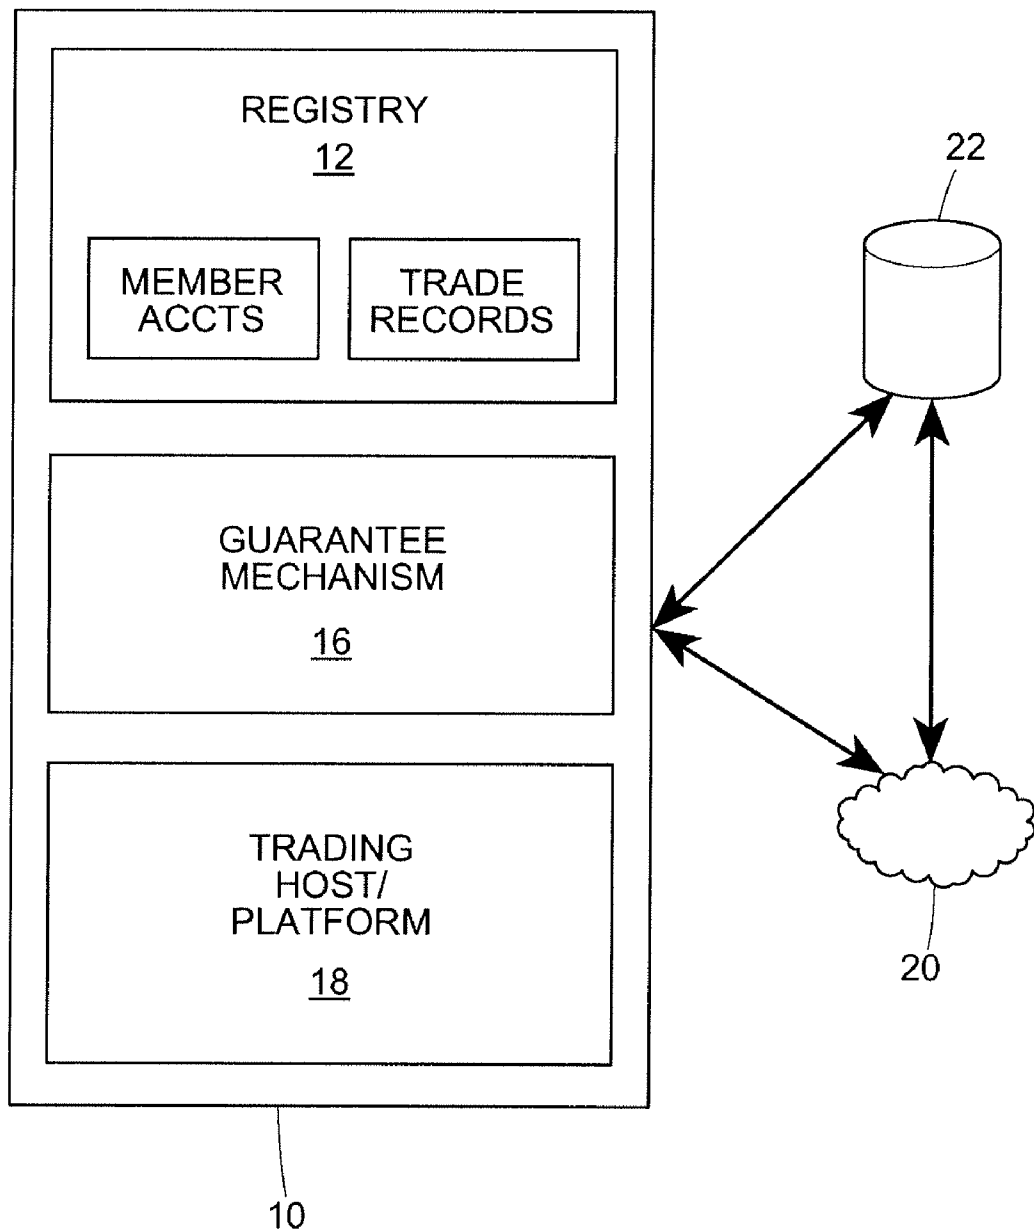 REGISTRY
12
MEMBER
ACCTS
TRADE
RECORDS
GUARANTEE
MECHANISM
16
TRADING
HOST/
PLATFORM
18
10
22
20